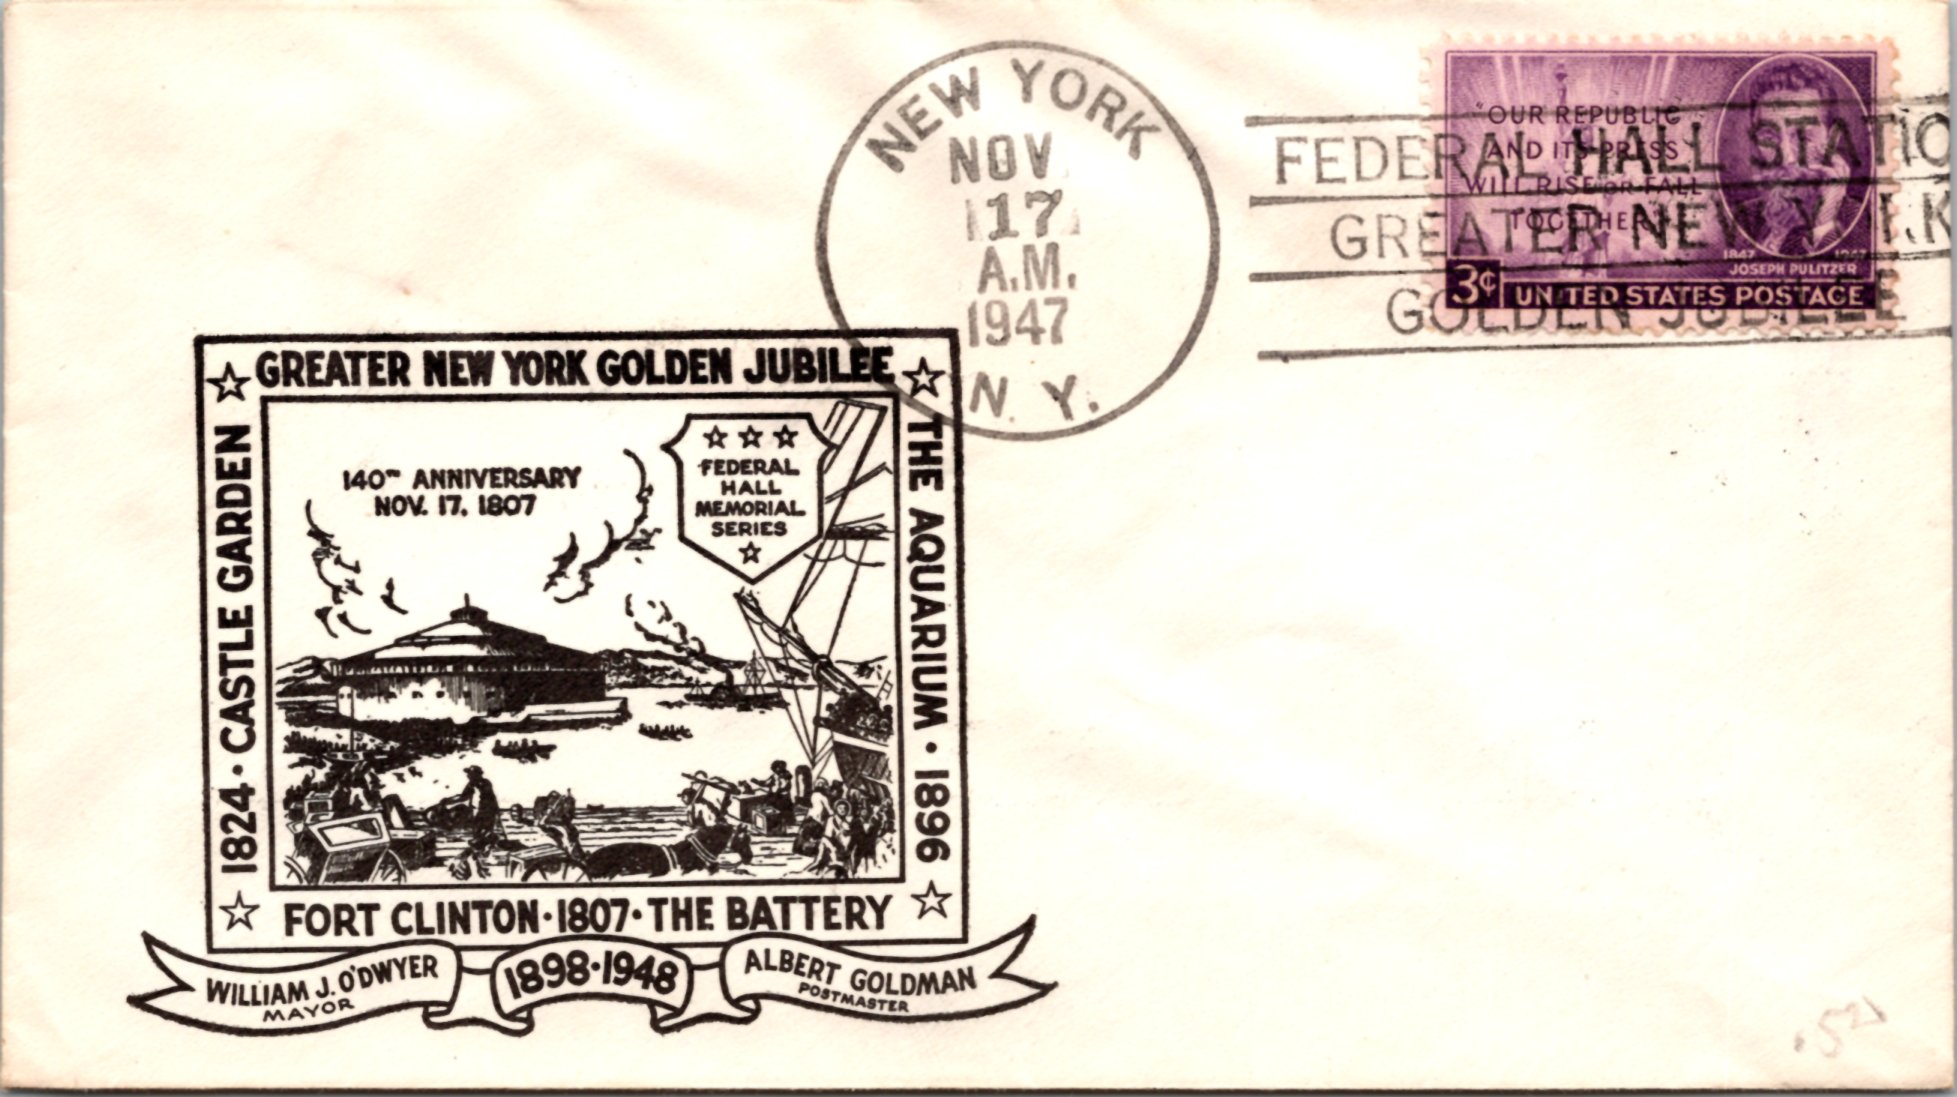 NEW YORK
NOV
17
A.M.
1947
N. Y.
FEDERAL HALL STATIO
GREATER NEW YORK
GOLDEN JUBILEE
"OUR REPUBLIC
AND ITS PRESS
WILL RISE OR FALL
TOGETHER"
1847 1947
JOSEPH PULITZER
3¢ UNITED STATES POSTAGE
GREATER NEW YORK GOLDEN JUBILEE
1824 · CASTLE GARDEN
THE AQUARIUM · 1896
140TH ANNIVERSARY
NOV. 17, 1807
FEDERAL
HALL
MEMORIAL
SERIES
FORT CLINTON · 1807 · THE BATTERY
WILLIAM J. O'DWYER
MAYOR
1898 · 1948
ALBERT GOLDMAN
POSTMASTER